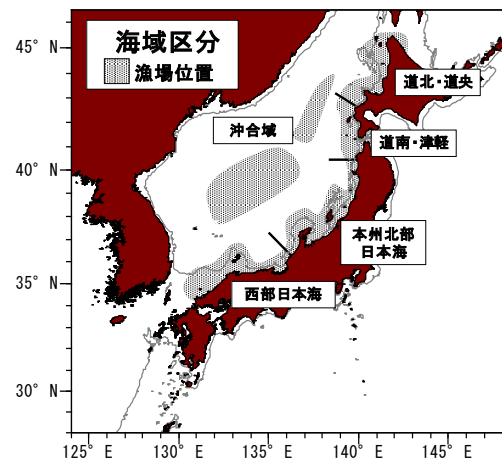 海域区分
漁場位置
道北・道央
沖合域
道南・津軽
本州北部
日本海
西部日本海
45° N
40° N
35° N
30° N
125° E
130° E
135° E
140° E
145° E